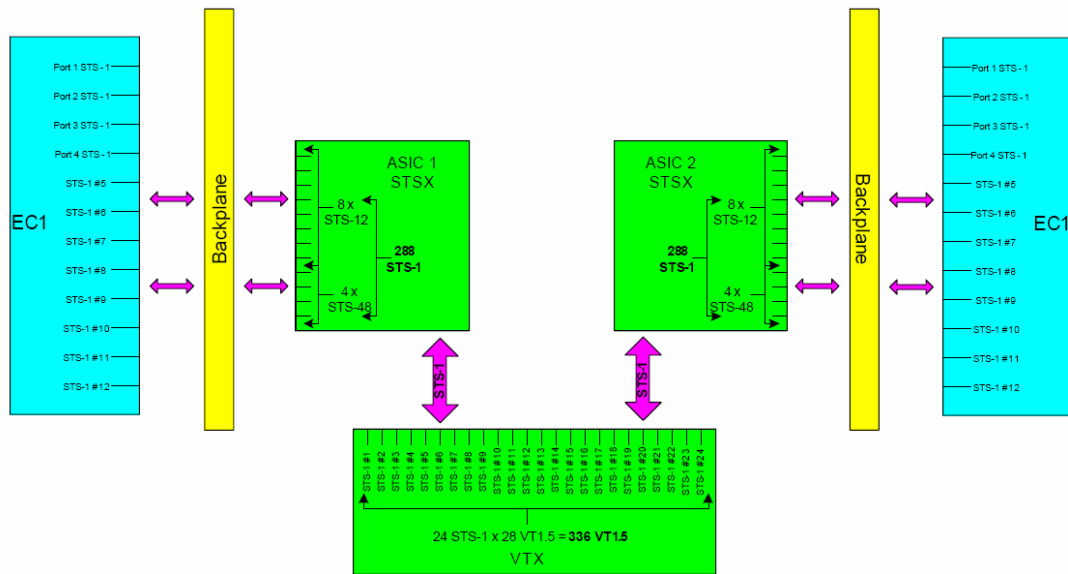 Port 1 STS - 1
Port 2 STS - 1
Port 3 STS - 1
Port 4 STS - 1
STS-1 #5
STS-1 #6
EC1
STS-1 #7
STS-1 #8
STS-1 #9
STS-1 #10
STS-1 #11
STS-1 #12
Backplane
ASIC 1
STSX
8 x
STS-12
288
STS-1
4 x
STS-48
STS-1
ASIC 2
STSX
8 x
STS-12
288
STS-1
4 x
STS-48
STS-1
Backplane
Port 1 STS - 1
Port 2 STS - 1
Port 3 STS - 1
Port 4 STS - 1
STS-1 #5
STS-1 #6
EC1
STS-1 #7
STS-1 #8
STS-1 #9
STS-1 #10
STS-1 #11
STS-1 #12
STS-1 #1
STS-1 #2
STS-1 #3
STS-1 #4
STS-1 #5
STS-1 #6
STS-1 #7
STS-1 #8
STS-1 #9
STS-1 #10
STS-1 #11
STS-1 #12
STS-1 #13
STS-1 #14
STS-1 #15
STS-1 #16
STS-1 #17
STS-1 #18
STS-1 #19
STS-1 #20
STS-1 #21
STS-1 #22
STS-1 #23
STS-1 #24
24 STS-1 x 28 VT1.5 = 336 VT1.5
VTX